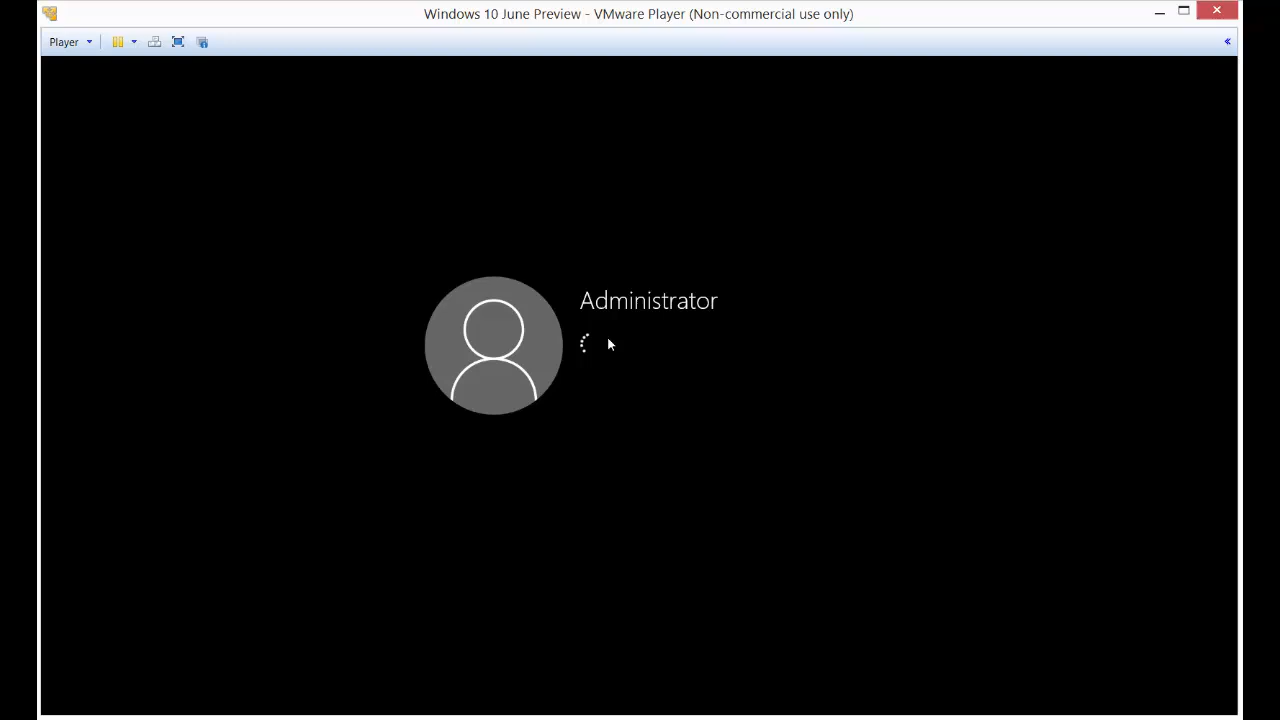 Windows 10 June Preview - VMware Player (Non-commercial use only)
Player
Administrator